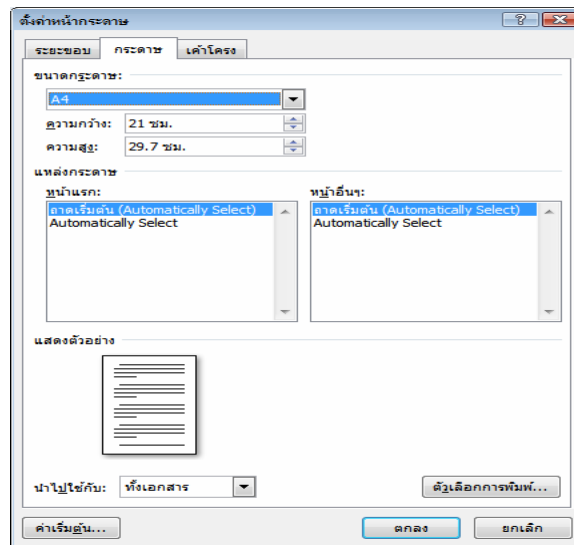 ตั้งค่าหน้ากระดาษ
ระยะขอบ กระดาษ เค้าโครง
ขนาดกระดาษ:
A4
ความกว้าง: 21 ซม.
ความสูง: 29.7 ซม.
แหล่งกระดาษ
หน้าแรก: หน้าอื่นๆ:
ถาดเริ่มต้น (Automatically Select) ถาดเริ่มต้น (Automatically Select)
Automatically Select Automatically Select
แสดงตัวอย่าง
นำไปใช้กับ: ทั้งเอกสาร ตัวเลือกการพิมพ์...
ค่าเริ่มต้น... ตกลง ยกเลิก